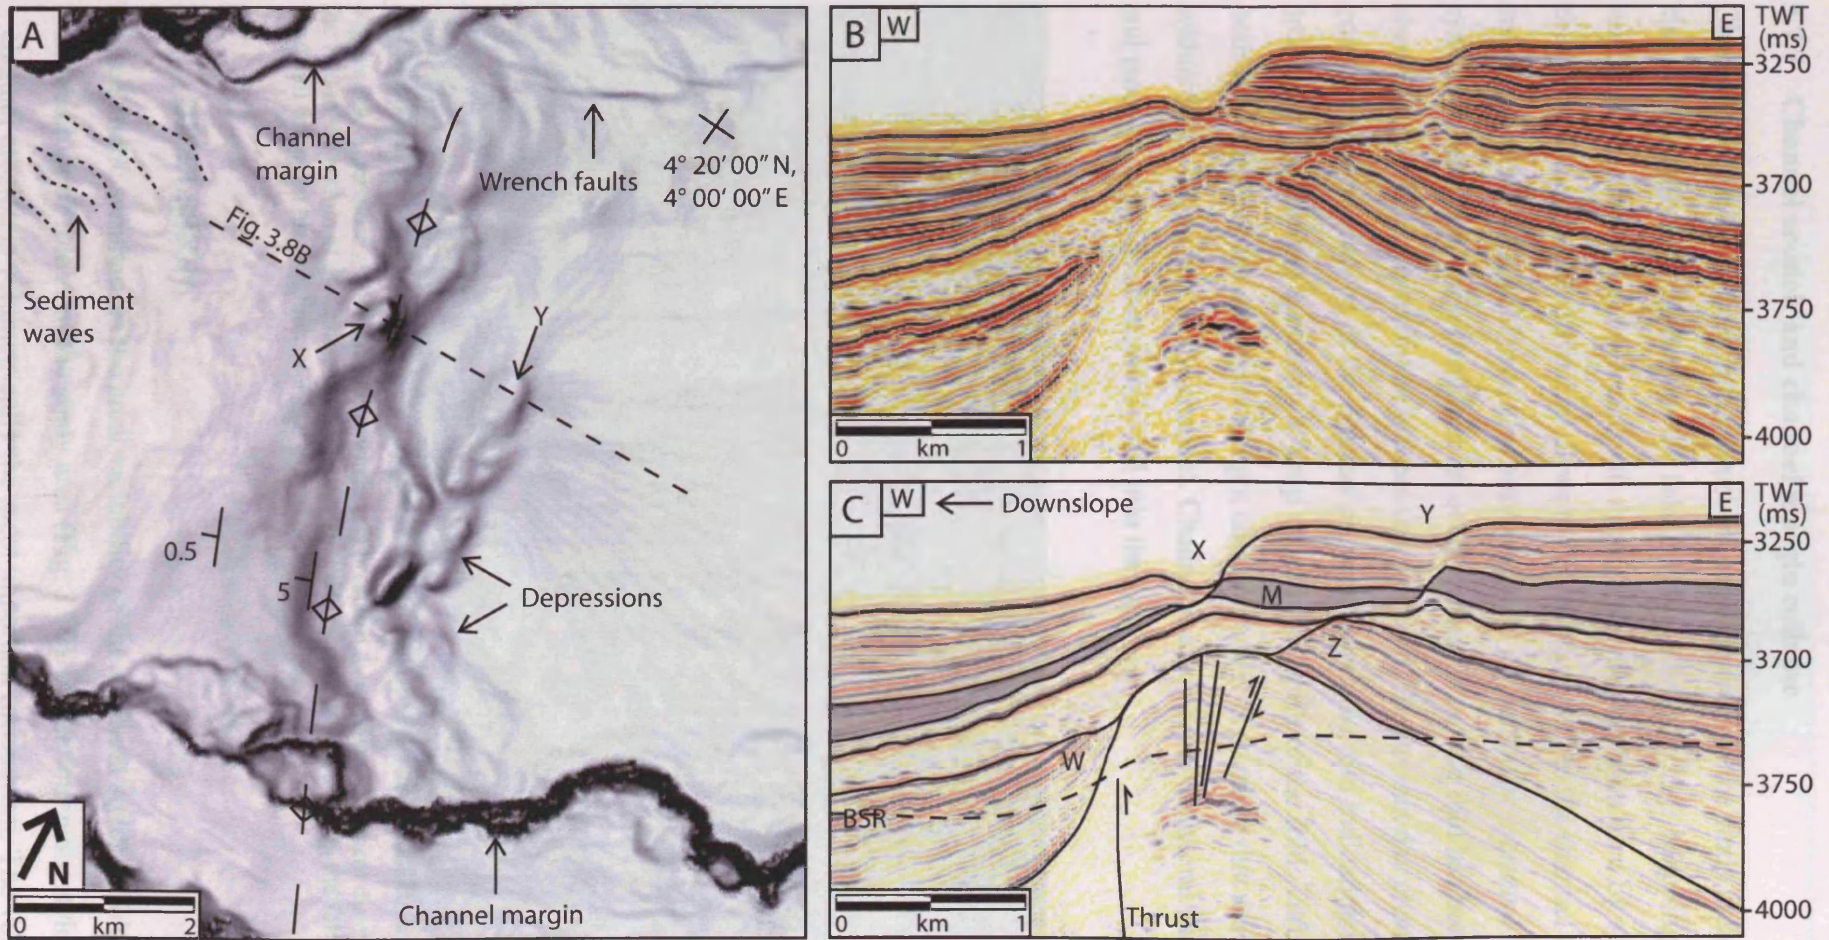 A
Channel
margin
Wrench faults
4° 20' 00" N,
4° 00' 00" E
Fig. 3.8B
Sediment
waves
X
Y
0.5
5
Depressions
N
0 km 2
Channel margin
B W E TWT
(ms)
3250
3700
3750
4000
0 km 1
C W ← Downslope E TWT
(ms)
Y
3250
X
M
Z
3700
W
BSR
3750
Thrust
4000
0 km 1